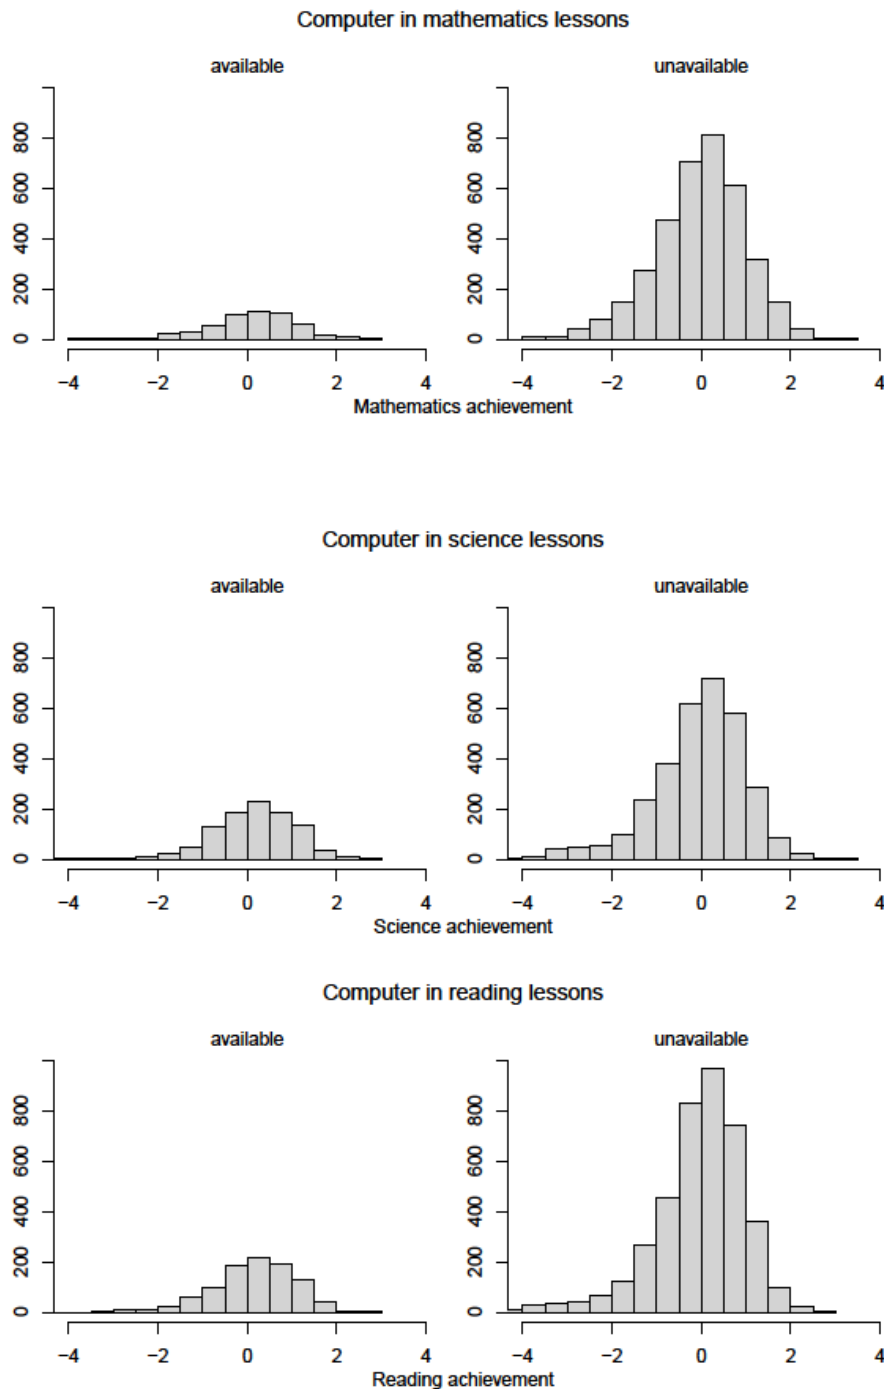 Computer in mathematics lessons
available unavailable
800 800
600 600
400 400
200 200
0 0
−4 −2 0 2 4 −4 −2 0 2 4
Mathematics achievement
Computer in science lessons
available unavailable
800 800
600 600
400 400
200 200
0 0
−4 −2 0 2 4 −4 −2 0 2 4
Science achievement
Computer in reading lessons
available unavailable
800 800
600 600
400 400
200 200
0 0
−4 −2 0 2 4 −4 −2 0 2 4
Reading achievement